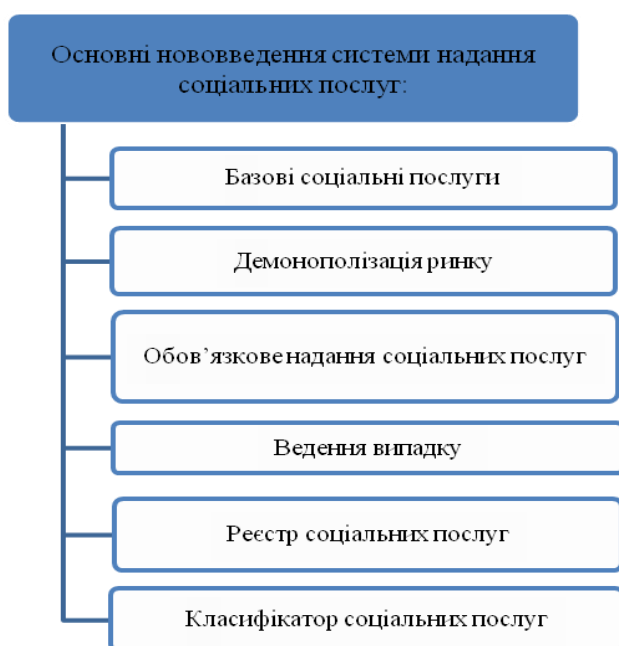 Основні нововведення системи надання
соціальних послуг:
Базові соціальні послуги
Демонополізація ринку
Обов’язкове надання соціальних послуг
Ведення випадку
Реєстр соціальних послуг
Класифікатор соціальних послуг